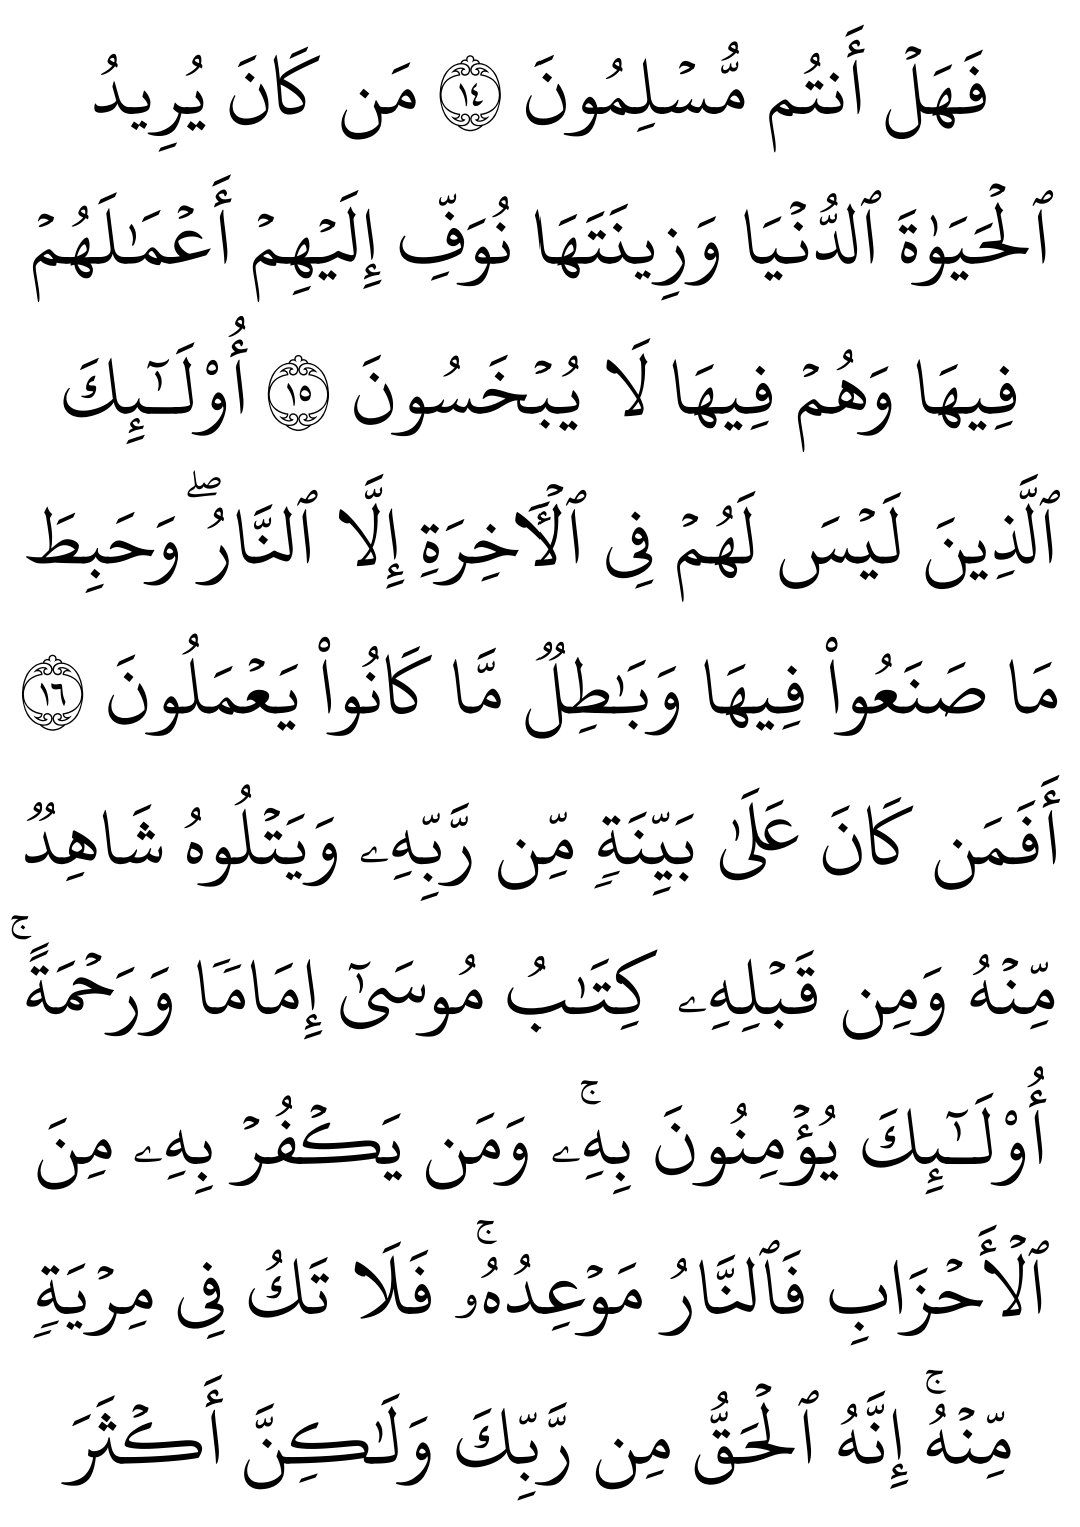 فَهَلۡ أَنتُم مُّسۡلِمُونَ ١٤ مَن كَانَ يُرِيدُ
ٱلۡحَيَوٰةَ ٱلدُّنۡيَا وَزِينَتَهَا نُوَفِّ إِلَيۡهِمۡ أَعۡمَٰلَهُمۡ
فِيهَا وَهُمۡ فِيهَا لَا يُبۡخَسُونَ ١٥ أُوْلَٰٓئِكَ
ٱلَّذِينَ لَيۡسَ لَهُمۡ فِي ٱلۡأٓخِرَةِ إِلَّا ٱلنَّارُۖ وَحَبِطَ
مَا صَنَعُواْ فِيهَا وَبَٰطِلٞ مَّا كَانُواْ يَعۡمَلُونَ ١٦
أَفَمَن كَانَ عَلَىٰ بَيِّنَةٖ مِّن رَّبِّهِۦ وَيَتۡلُوهُ شَاهِدٞ
مِّنۡهُ وَمِن قَبۡلِهِۦ كِتَٰبُ مُوسَىٰٓ إِمَامٗا وَرَحۡمَةًۚ
أُوْلَٰٓئِكَ يُؤۡمِنُونَ بِهِۦۚ وَمَن يَكۡفُرۡ بِهِۦ مِنَ
ٱلۡأَحۡزَابِ فَٱلنَّارُ مَوۡعِدُهُۥۚ فَلَا تَكُ فِي مِرۡيَةٖ
مِّنۡهُۚ إِنَّهُ ٱلۡحَقُّ مِن رَّبِّكَ وَلَٰكِنَّ أَكۡثَرَ